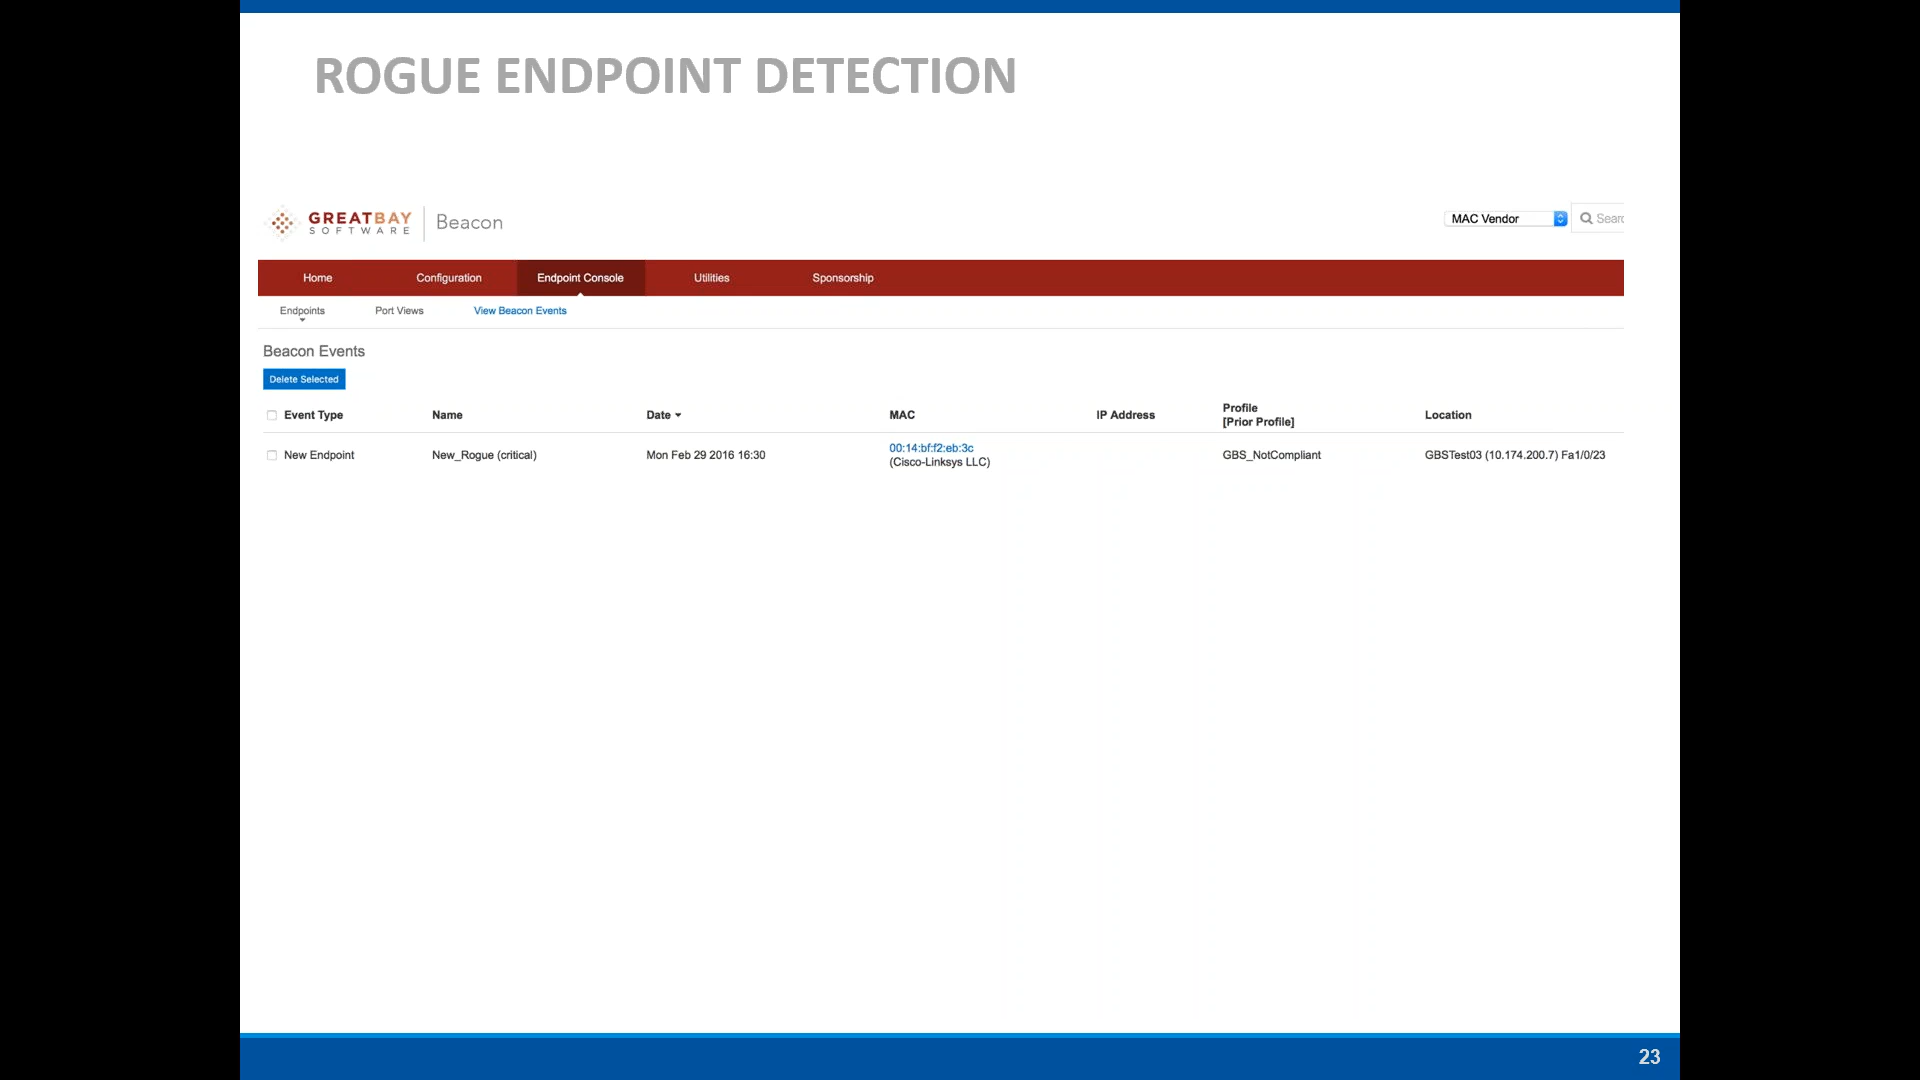 ROGUE ENDPOINT DETECTION
GREATBAY
SOFTWARE
Beacon
MAC Vendor
Searc
Home Configuration Endpoint Console Utilities Sponsorship
Endpoints Port Views View Beacon Events
Beacon Events
Delete Selected
Event Type Name Date MAC IP Address Profile [Prior Profile] Location
New Endpoint New_Rogue (critical) Mon Feb 29 2016 16:30 00:14:bf:f2:eb:3c (Cisco-Linksys LLC) GBS_NotCompliant GBSTest03 (10.174.200.7) Fa1/0/23
23